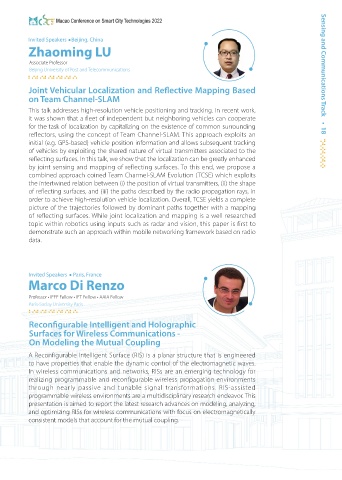 Macao Conference on Smart City Technologies 2022
Invited Speakers • Beijing, China
Zhaoming LU
Associate Professor
Beijing University of Post and Telecommunications
Joint Vehicular Localization and Reflective Mapping Based
on Team Channel-SLAM
This talk addresses high-resolution vehicle positioning and tracking. In recent work,
it was shown that a fleet of independent but neighboring vehicles can cooperate
for the task of localization by capitalizing on the existence of common surrounding
reflectors, using the concept of Team Channel-SLAM. This approach exploits an
initial (e.g. GPS-based) vehicle position information and allows subsequent tracking
of vehicles by exploiting the shared nature of virtual transmitters associated to the
reflecting surfaces. In this talk, we show that the localization can be greatly enhanced
by joint sensing and mapping of reflecting surfaces. To this end, we propose a
combined approach coined Team Channel-SLAM Evolution (TCSE) which exploits
the intertwined relation between (i) the position of virtual transmitters, (ii) the shape
of reflecting surfaces, and (iii) the paths described by the radio propagation rays, in
order to achieve high-resolution vehicle localization. Overall, TCSE yields a complete
picture of the trajectories followed by dominant paths together with a mapping
of reflecting surfaces. While joint localization and mapping is a well researched
topic within robotics using inputs such as radar and vision, this paper is first to
demonstrate such an approach within mobile networking framework based on radio
data.
Invited Speakers • Paris, France
Marco Di Renzo
Professor • IEEE Fellow • IET Fellow • AAIA Fellow
Paris-Saclay University, Paris
Reconfigurable Intelligent and Holographic
Surfaces for Wireless Communications -
On Modeling the Mutual Coupling
A Reconfigurable Intelligent Surface (RIS) is a planar structure that is engineered
to have properties that enable the dynamic control of the electromagnetic waves.
In wireless communications and networks, RISs are an emerging technology for
realizing programmable and reconfigurable wireless propagation environments
through nearly passive and tunable signal transformations. RIS-assisted
programmable wireless environments are a multidisciplinary research endeavor. This
presentation is aimed to report the latest research advances on modeling, analyzing,
and optimizing RISs for wireless communications with focus on electromagnetically
consistent models that account for the mutual coupling.
Sensing and Communications Track • 18